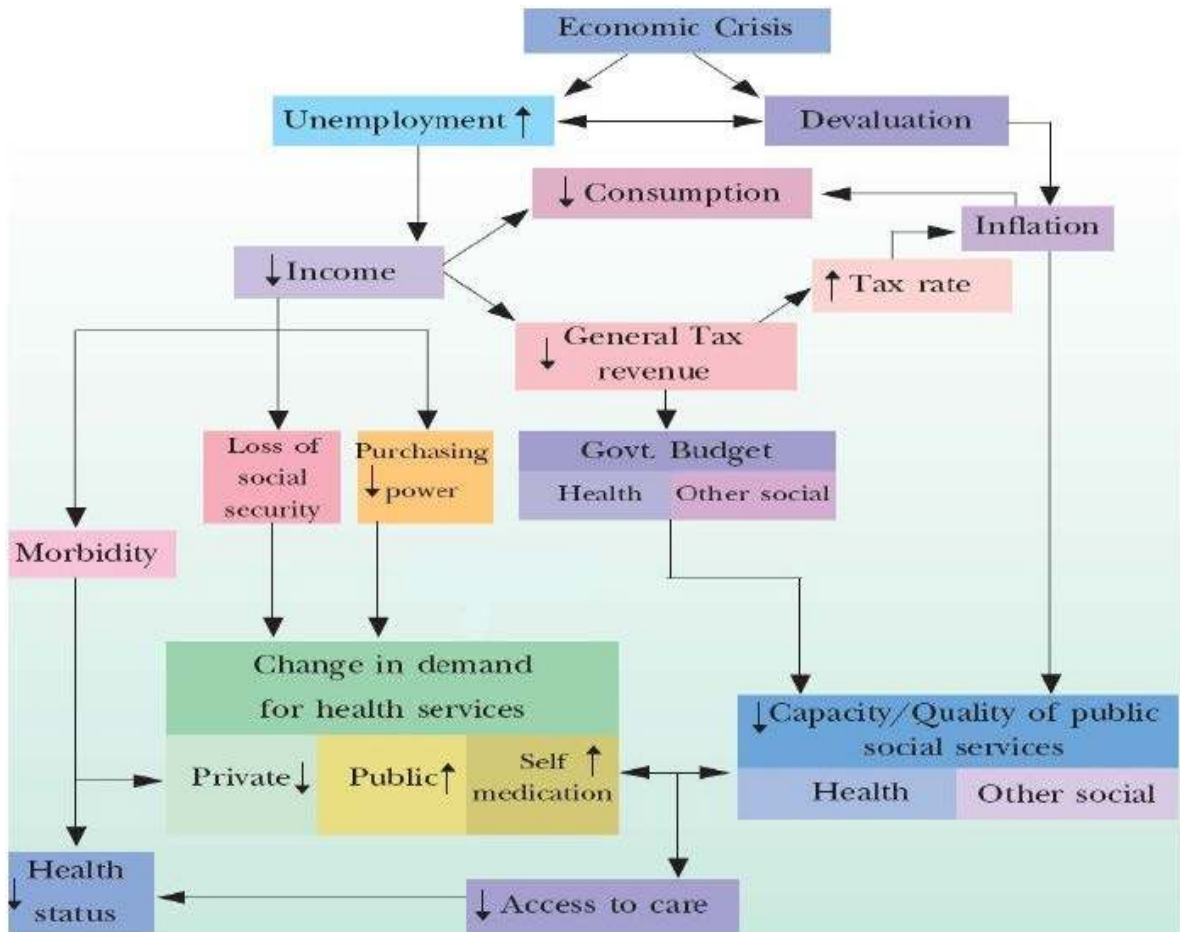 Economic Crisis
Unemployment ↑
Devaluation
↓ Consumption
Inflation
↓ Income
↑ Tax rate
↓ General Tax
revenue
Loss of
social
security
Purchasing
↓ power
Govt. Budget
Health
Other social
Morbidity
Change in demand
for health services
Private ↓
Public ↑
Self ↑
medication
↓ Capacity/Quality of public
social services
Health
Other social
↓ Health
status
↓ Access to care